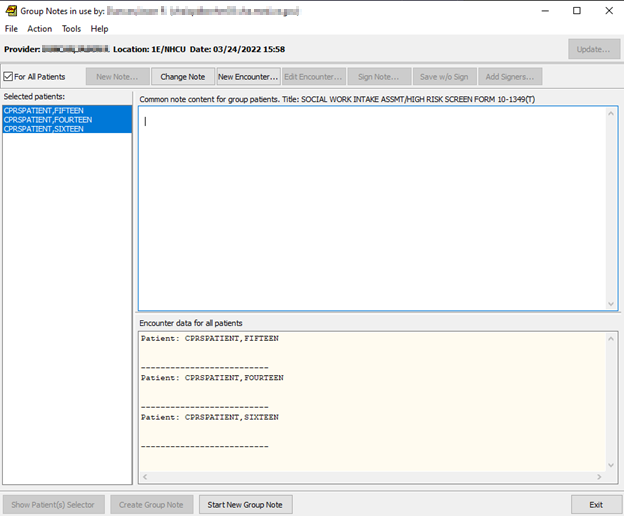 Group Notes in use by:
File Action Tools Help
Provider: Location: 1E/NHCU Date: 03/24/2022 15:58 Update...
For All Patients New Note... Change Note New Encounter... Edit Encounter... Sign Note... Save w/o Sign Add Signers...
Selected patients:
CPRSPATIENT,FIFTEEN
CPRSPATIENT,FOURTEEN
CPRSPATIENT,SIXTEEN
Common note content for group patients. Title: SOCIAL WORK INTAKE ASSMT/HIGH RISK SCREEN FORM 10-1349(T)
Encounter data for all patients
Patient: CPRSPATIENT,FIFTEEN
--------------------------
Patient: CPRSPATIENT,FOURTEEN
--------------------------
Patient: CPRSPATIENT,SIXTEEN
--------------------------
Show Patient(s) Selector Create Group Note Start New Group Note Exit